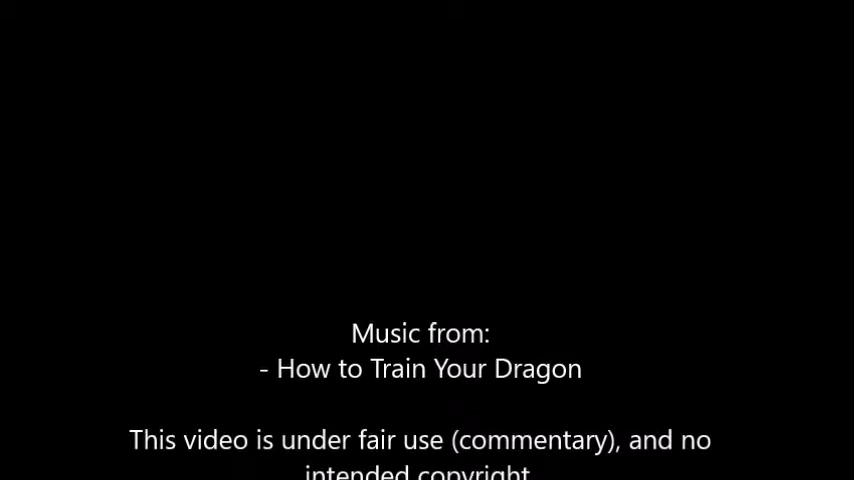 Music from:
- How to Train Your Dragon
This video is under fair use (commentary), and no
intended copyright